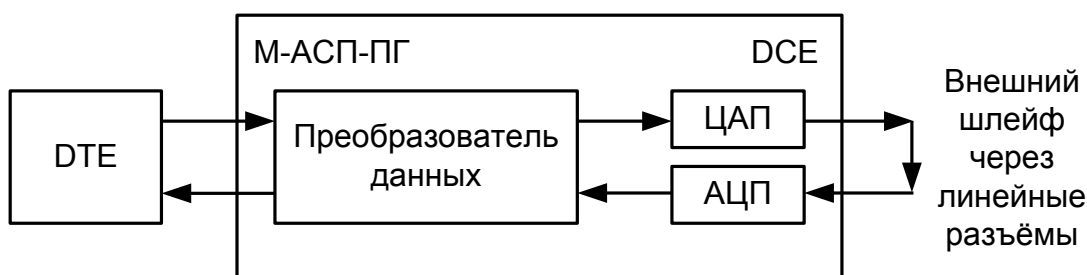 М-АСП-ПГ
DCE
DTE
Преобразователь
данных
ЦАП
АЦП
Внешний
шлейф
через
линейные
разъёмы